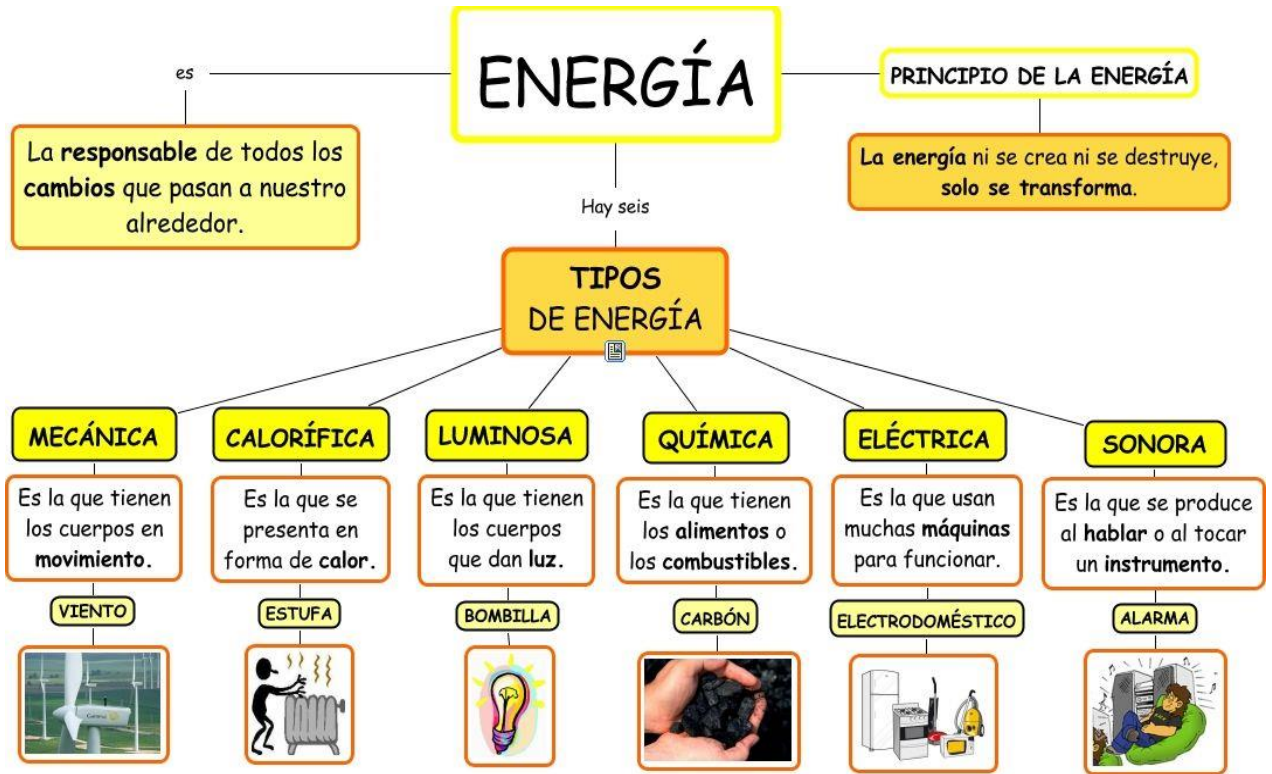 ENERGÍA
es
La responsable de todos los
cambios que pasan a nuestro
alrededor.
PRINCIPIO DE LA ENERGÍA
La energía ni se crea ni se destruye,
solo se transforma.
Hay seis
TIPOS
DE ENERGÍA
MECÁNICA
Es la que tienen
los cuerpos en
movimiento.
VIENTO
CALORÍFICA
Es la que se
presenta en
forma de calor.
ESTUFA
LUMINOSA
Es la que tienen
los cuerpos
que dan luz.
BOMBILLA
QUÍMICA
Es la que tienen
los alimentos o
los combustibles.
CARBÓN
ELÉCTRICA
Es la que usan
muchas máquinas
para funcionar.
ELECTRODOMÉSTICO
SONORA
Es la que se produce
al hablar o al tocar
un instrumento.
ALARMA